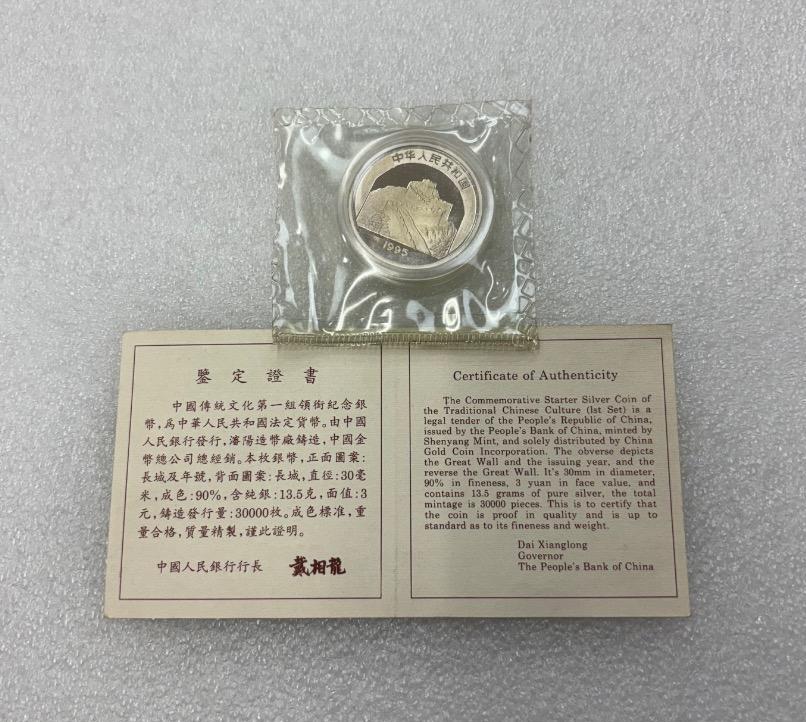 中华人民共和国
1995
鑒定證書
中國傳統文化第一組領銜紀念銀
幣,爲中華人民共和國法定貨幣。由中國
人民銀行發行,瀋陽造幣廠鑄造,中國金
幣總公司總經銷。本枚銀幣,正面圖案:
長城及年號,背面圖案:長城,直徑:30毫
米,成色:90%,含純銀:13.5克,面值:3
元,鑄造發行量:30000枚。成色標准,重
量合格,質量精製,謹此證明。
中國人民銀行行長 戴相龍
Certificate of Authenticity
The Commemorative Starter Silver Coin of
the Traditional Chinese Culture (Ist Set) is a
legal tender of the People's Republic of China,
issued by the People's Bank of China, minted by
Shenyang Mint, and solely distributed by China
Gold Coin Incorporation. The obverse depicts
the Great Wall and the issuing year, and the
reverse the Great Wall. It's 30mm in diameter,
90% in fineness, 3 yuan in face value, and
contains 13.5 grams of pure silver, the total
mintage is 30000 pieces. This is to certify that
the coin is proof in quality and is up to
standard as to its fineness and weight.
Dai Xianglong
Governor
The People's Bank of China